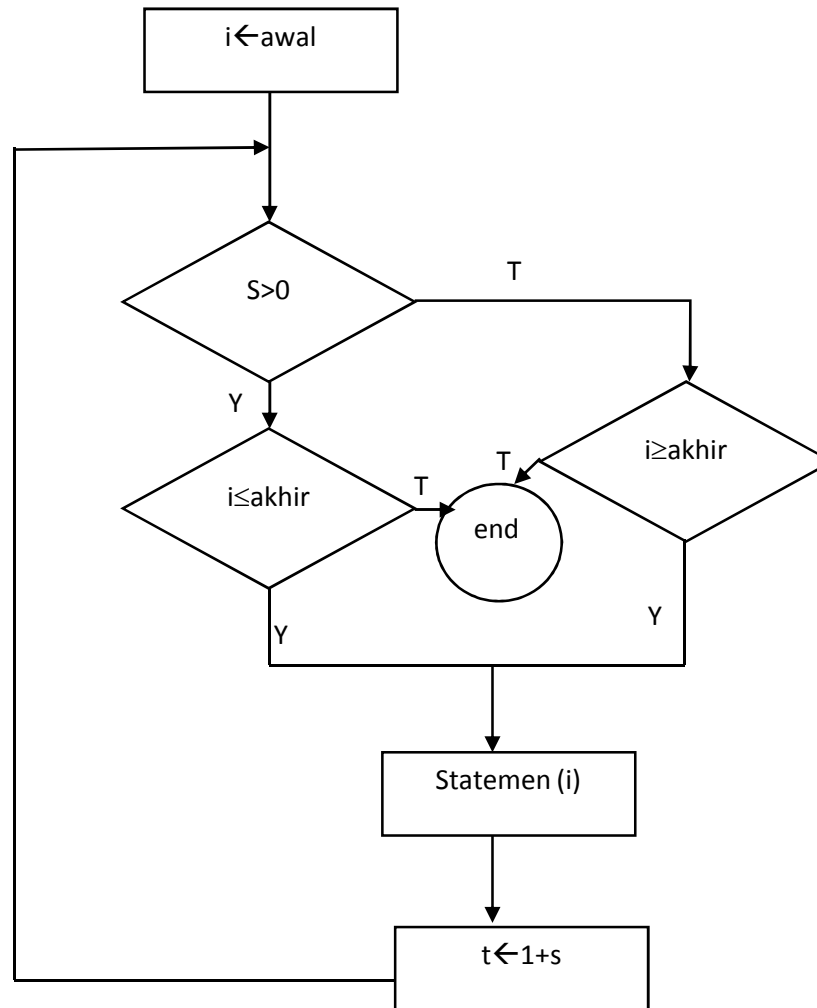 i←awal
S>0
T
Y
i≥akhir
T
i≤akhir
T
end
Y
Y
Statemen (i)
t←1+s